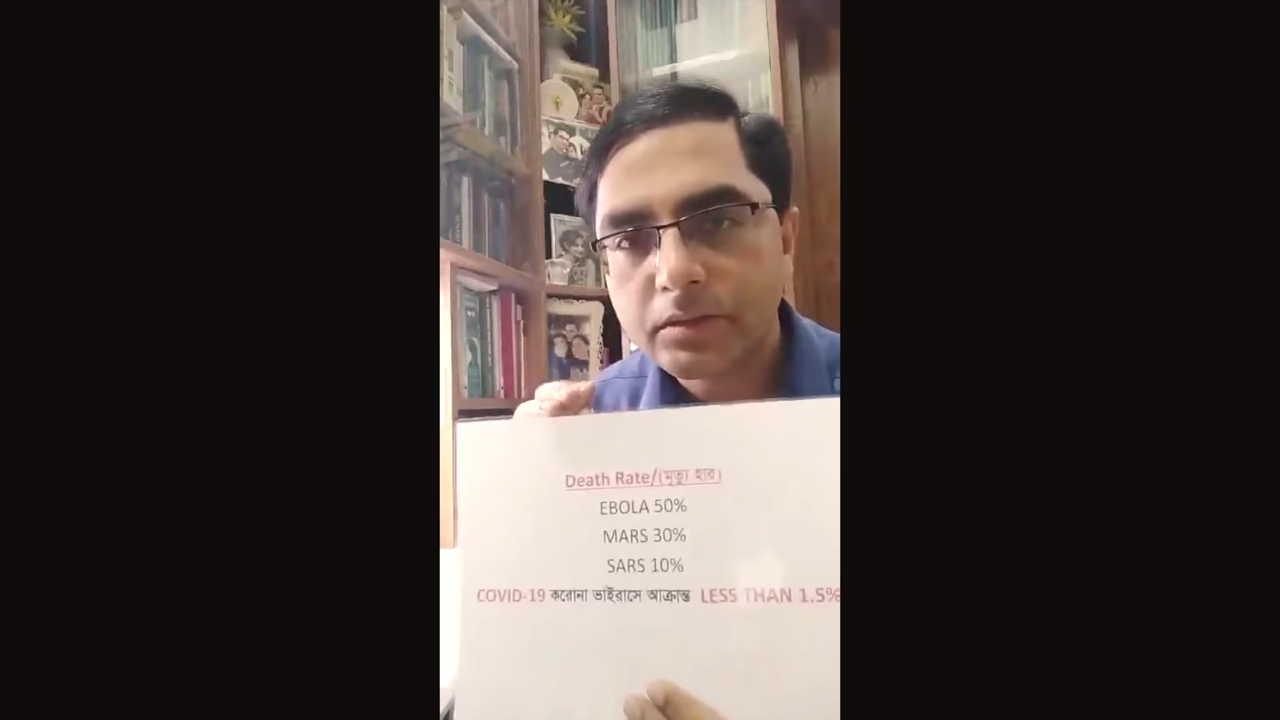 Death Rate/(মৃত্যু হার)
EBOLA 50%
MARS 30%
SARS 10%
COVID-19 করোনা ভাইরাসে আক্রান্ত LESS THAN 1.5%